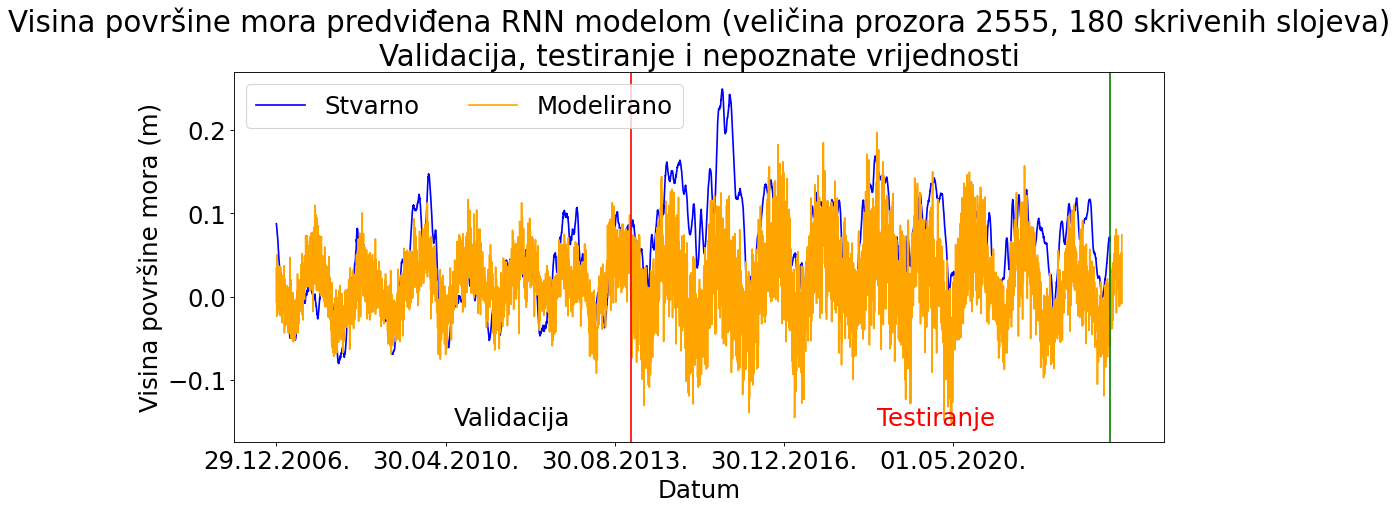 Visina površine mora predviđena RNN modelom (veličina prozora 2555, 180 skrivenih slojeva)
Validacija, testiranje i nepoznate vrijednosti
Stvarno
Modelirano
Visina površine mora (m)
0.2
0.1
0.0
−0.1
Validacija
Testiranje
29.12.2006.
30.04.2010.
30.08.2013.
30.12.2016.
01.05.2020.
Datum